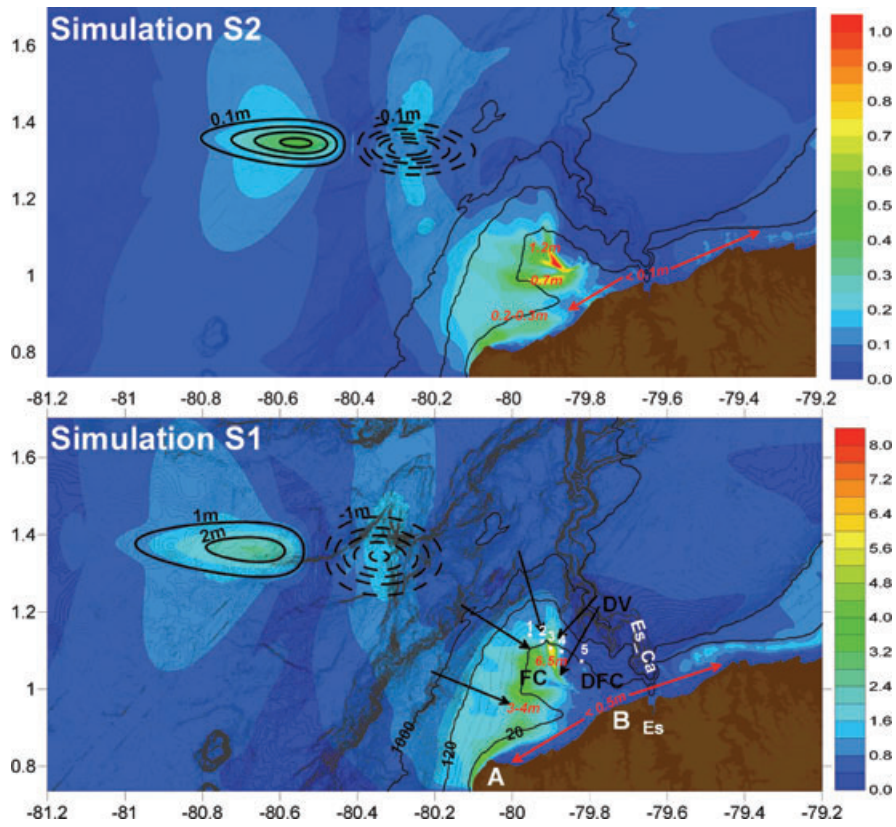 Simulation S2
1.6
1.4
1.2
1
0.8
0.1m
-0.1m
1.2m
0.7m
0.2-0.5m
< 0.1m
1.0
0.9
0.8
0.7
0.6
0.5
0.4
0.3
0.2
0.1
0.0
-81.2 -81 -80.8 -80.6 -80.4 -80.2 -80 -79.8 -79.6 -79.4 -79.2
Simulation S1
1.6
1.4
1.2
1
0.8
1m
2m
-1m
DV
1 2 3 4 5
Es_Ca
6.5m
FC
DFC
3-4m
< 0.5m
1000
120
20
A
B
Es
8.0
7.2
6.4
5.6
4.8
4.0
3.2
2.4
1.6
0.8
0.0
-81.2 -81 -80.8 -80.6 -80.4 -80.2 -80 -79.8 -79.6 -79.4 -79.2